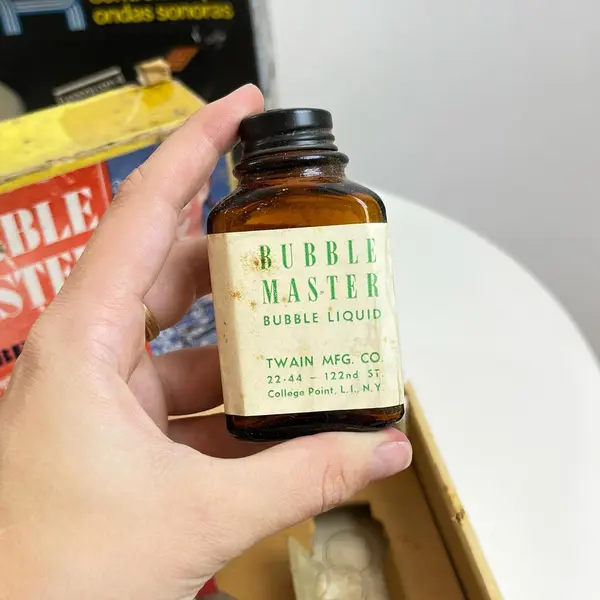 ondas sonoras
BLE
STE
BUBBLE
MASTER
BUBBLE LIQUID
TWAIN MFG. CO.
22-44 – 122nd ST.
College Point, L.I., N.Y.